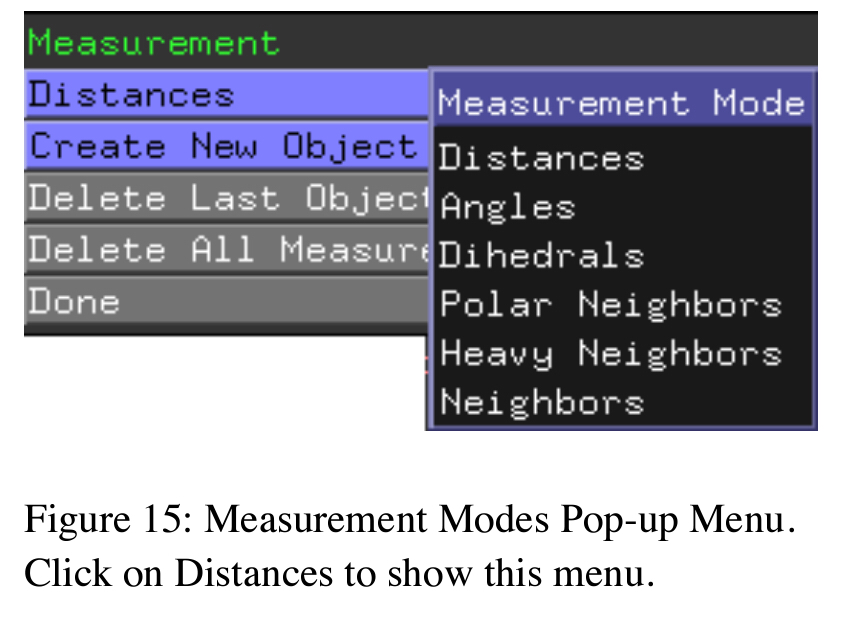 Measurement
Distances
Create New Object
Delete Last Object
Delete All Measure
Done
Measurement Mode
Distances
Angles
Dihedrals
Polar Neighbors
Heavy Neighbors
Neighbors
Figure 15: Measurement Modes Pop-up Menu.
Click on Distances to show this menu.